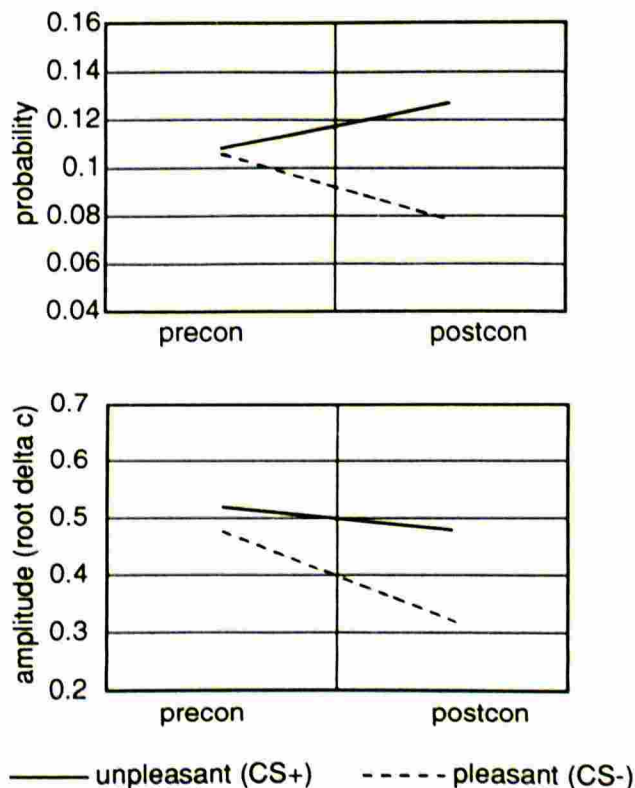 0.16
0.14
0.12
0.1
0.08
0.06
0.04
probability
precon postcon
0.7
0.6
0.5
0.4
0.3
0.2
amplitude (root delta c)
precon postcon
unpleasant (CS+) pleasant (CS-)